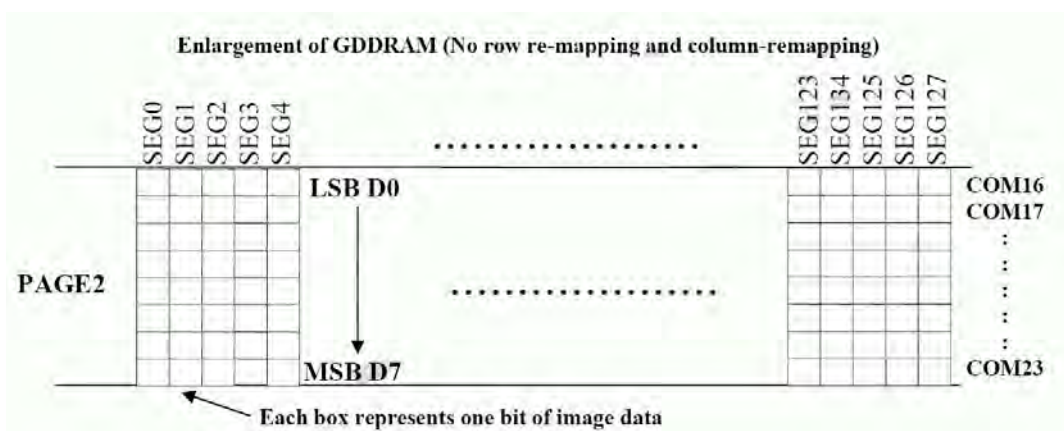 Enlargement of GDDRAM (No row re-mapping and column-remapping)
SEG0
SEG1
SEG2
SEG3
SEG4
SEG123
SEG134
SEG125
SEG126
SEG127
LSB D0
COM16
COM17
PAGE2
MSB D7
COM23
Each box represents one bit of image data